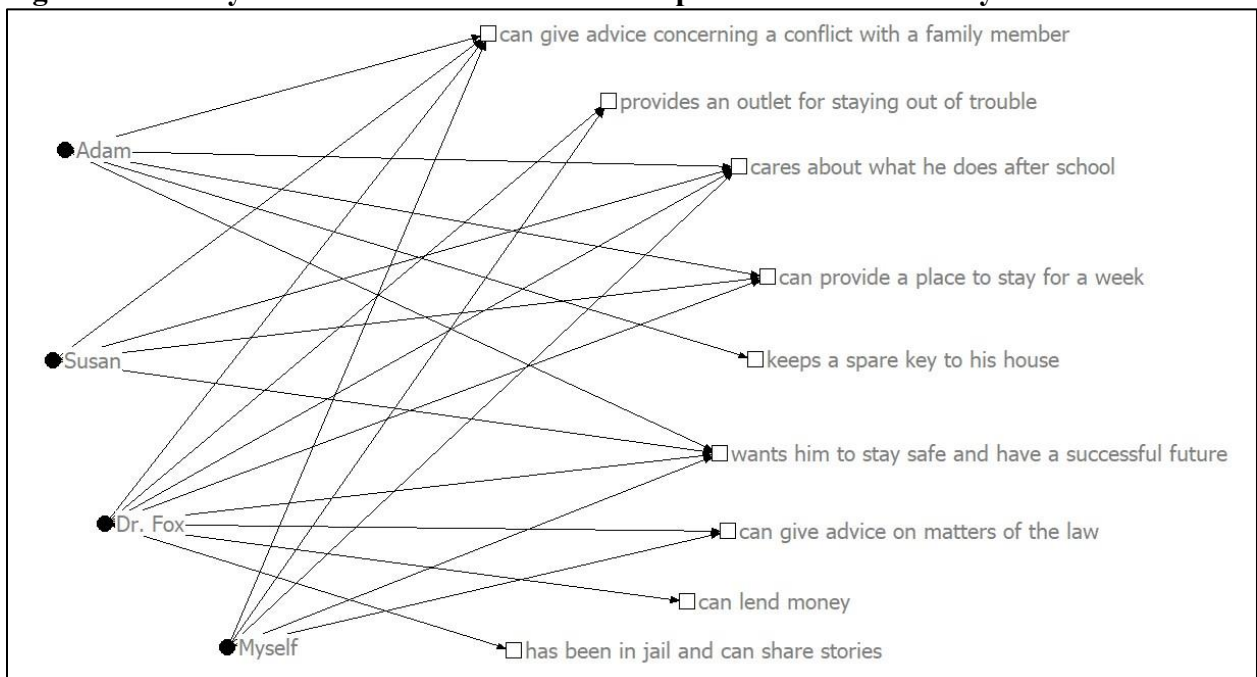 can give advice concerning a conflict with a family member
provides an outlet for staying out of trouble
Adam
cares about what he does after school
can provide a place to stay for a week
Susan
keeps a spare key to his house
wants him to stay safe and have a successful future
Dr. Fox
can give advice on matters of the law
can lend money
Myself
has been in jail and can share stories